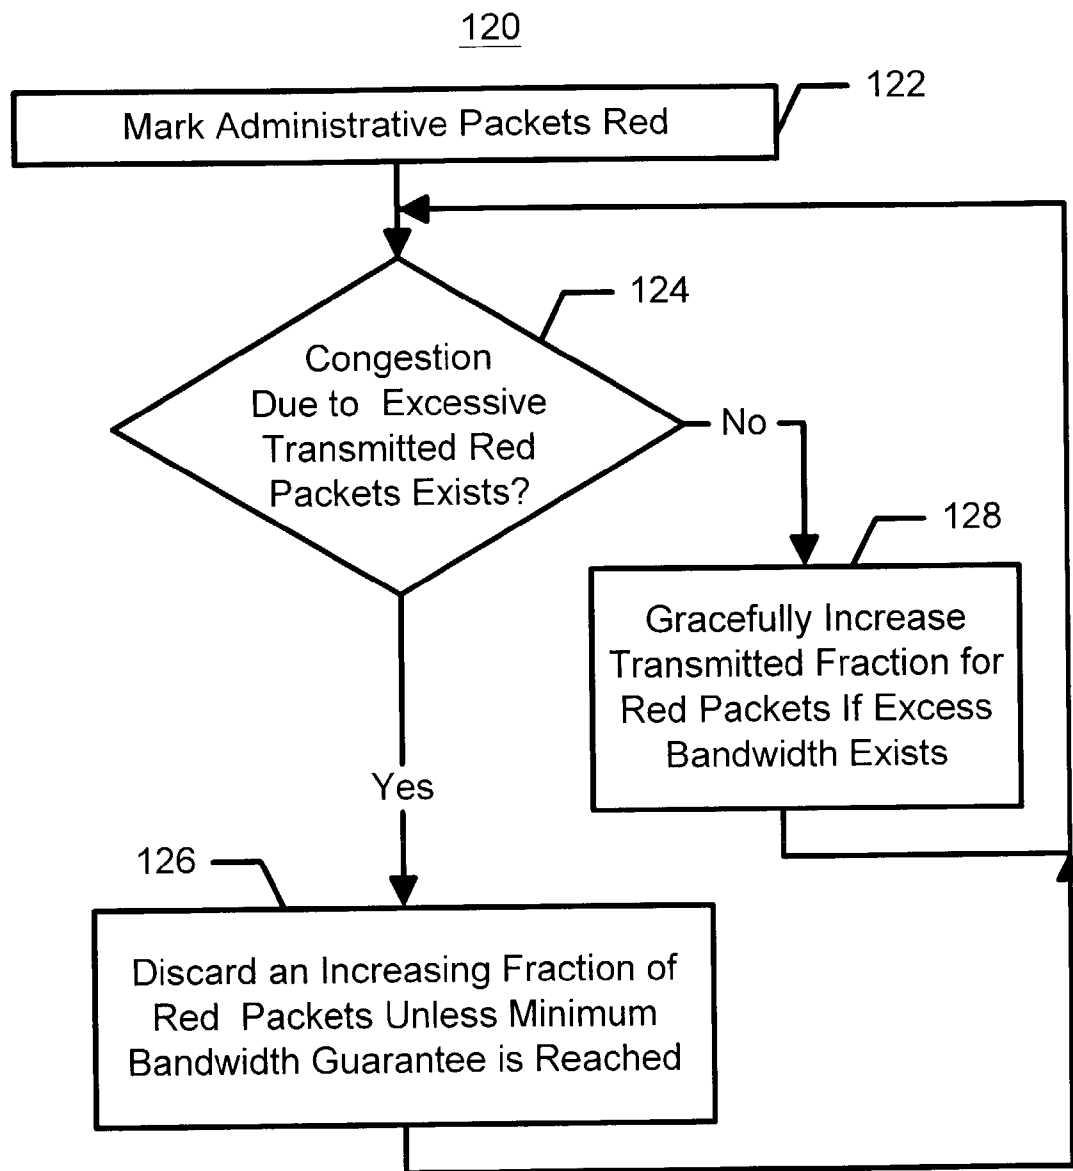 120
Mark Administrative Packets Red
122
124
Congestion
Due to Excessive
Transmitted Red
Packets Exists?
No
128
Gracefully Increase
Transmitted Fraction for
Red Packets If Excess
Bandwidth Exists
Yes
126
Discard an Increasing Fraction of
Red Packets Unless Minimum
Bandwidth Guarantee is Reached